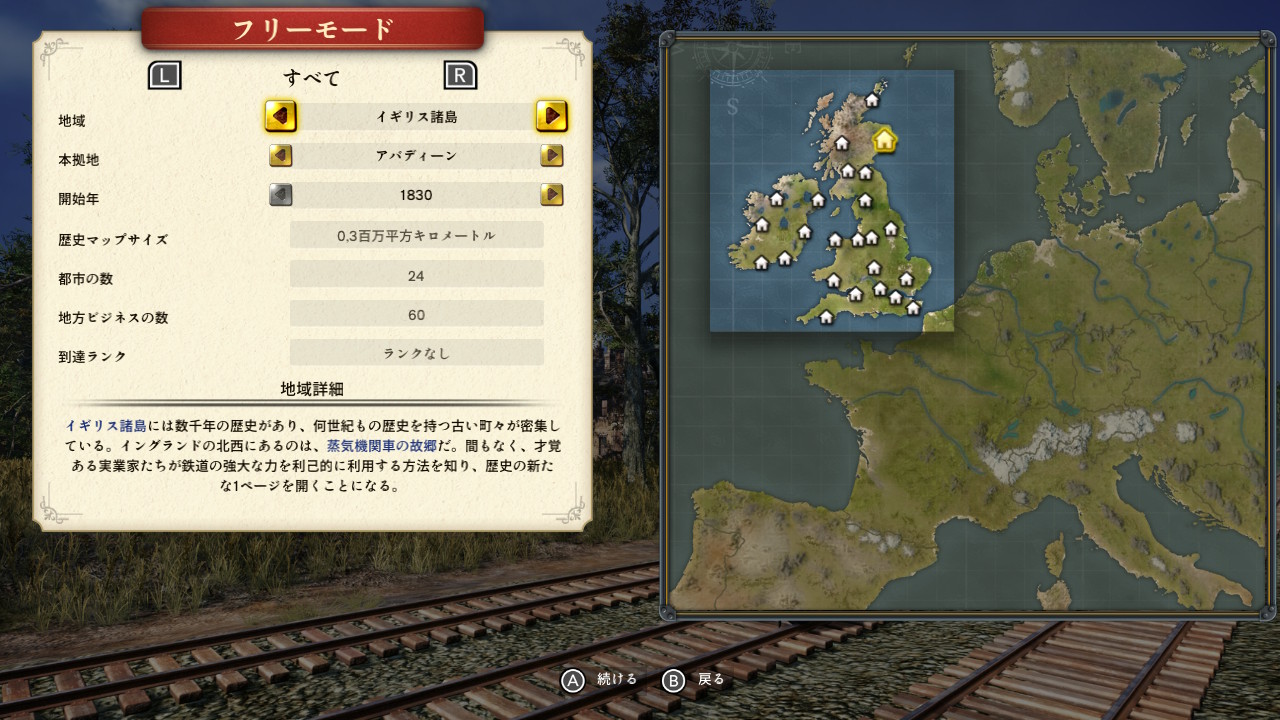 フリーモード
L
すべて
R
地域
イギリス諸島
本拠地
アバディーン
開始年
1830
歴史マップサイズ
0.3百万平方キロメートル
都市の数
24
地方ビジネスの数
60
到達ランク
ランクなし
地域詳細
イギリス諸島には数千年の歴史があり、何世紀もの歴史を持つ古い町々が密集し
ている。イングランドの北西にあるのは、蒸気機関車の故郷だ。間もなく、才覚
ある実業家たちが鉄道の強大な力を利己的に利用する方法を知り、歴史の新た
な1ページを開くことになる。
S
A 続ける B 戻る